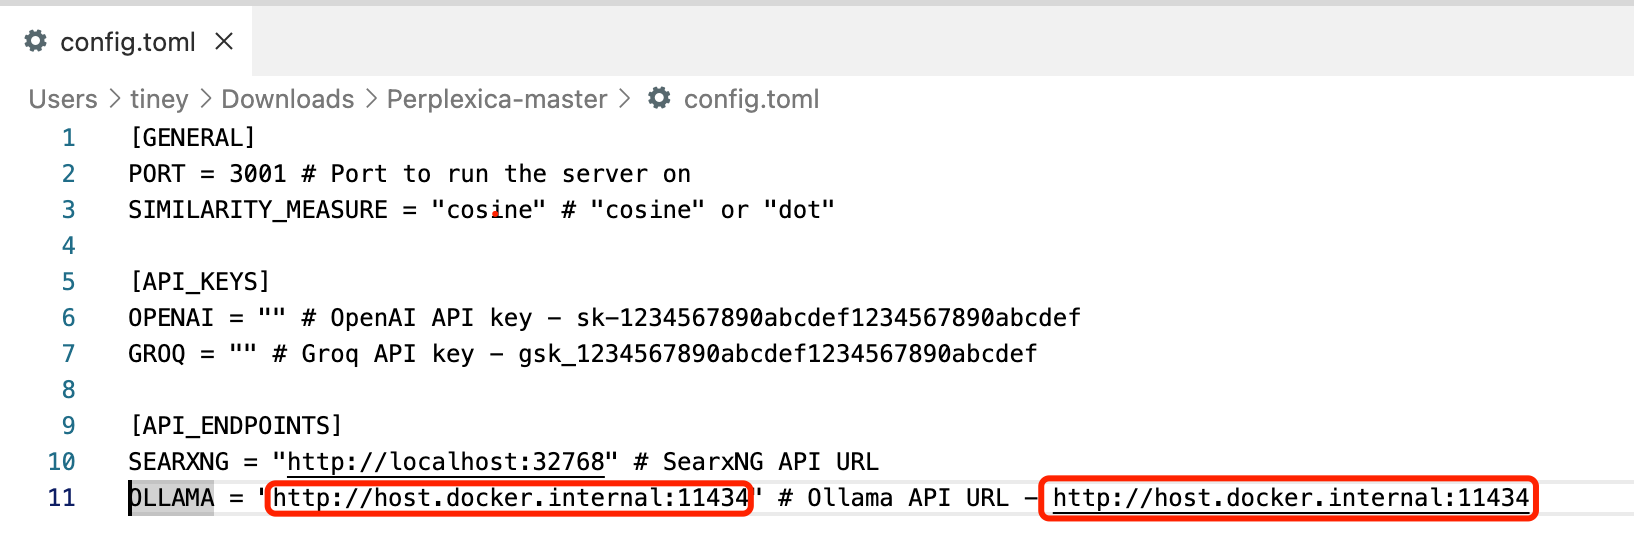 config.toml
Users > tiney > Downloads > Perplexica-master > config.toml
1 [GENERAL]
2 PORT = 3001 # Port to run the server on
3 SIMILARITY_MEASURE = "cosine" # "cosine" or "dot"
4
5 [API_KEYS]
6 OPENAI = "" # OpenAI API key - sk-1234567890abcdef1234567890abcdef
7 GROQ = "" # Groq API key - gsk_1234567890abcdef1234567890abcdef
8
9 [API_ENDPOINTS]
10 SEARXNG = "http://localhost:32768" # SearxNG API URL
11 OLLAMA = "http://host.docker.internal:11434" # Ollama API URL - http://host.docker.internal:11434